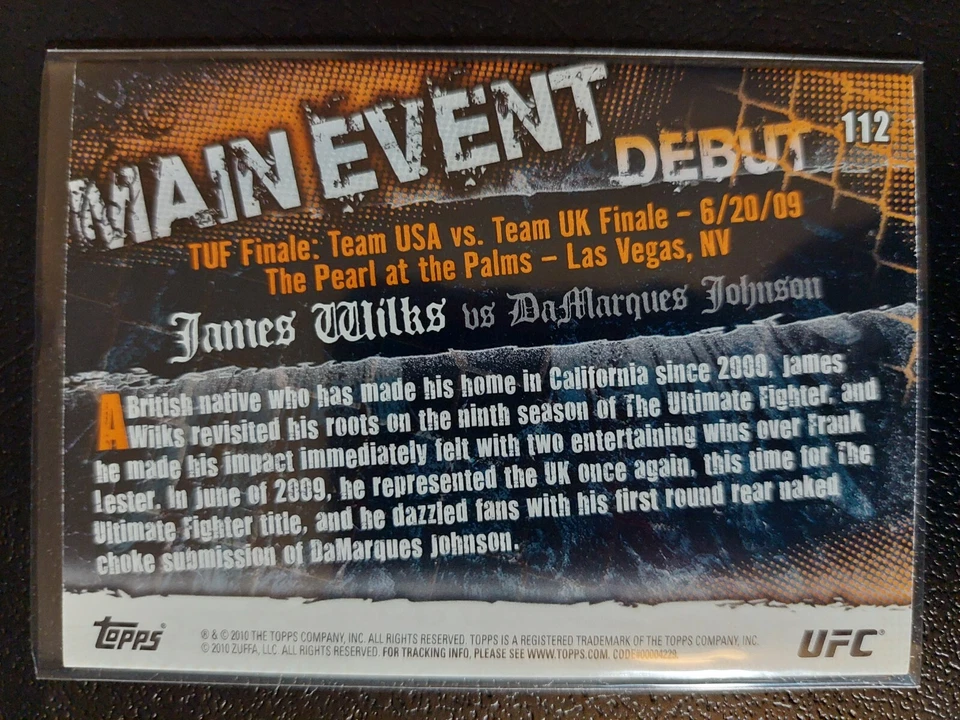 112
MAIN EVENT
DEBUT
TUF Finale: Team USA vs. Team UK Finale – 6/20/09
The Pearl at the Palms – Las Vegas, NV
James Wilks vs DaMarques Johnson
A British native who has made his home in California since 2000, James
Wilks revisited his roots on the ninth season of The Ultimate Fighter, and
he made his impact immediately felt with two entertaining wins over Frank
Lester. In June of 2009, he represented the UK once again, this time for The
Ultimate Fighter title, and he dazzled fans with his first round rear naked
choke submission of DaMarques Johnson.
topps®
® & © 2010 THE TOPPS COMPANY, INC. ALL RIGHTS RESERVED. TOPPS IS A REGISTERED TRADEMARK OF THE TOPPS COMPANY, INC.
© 2010 ZUFFA, LLC. ALL RIGHTS RESERVED. FOR TRACKING INFO, PLEASE SEE WWW.TOPPS.COM. CODE#00004229
UFC®